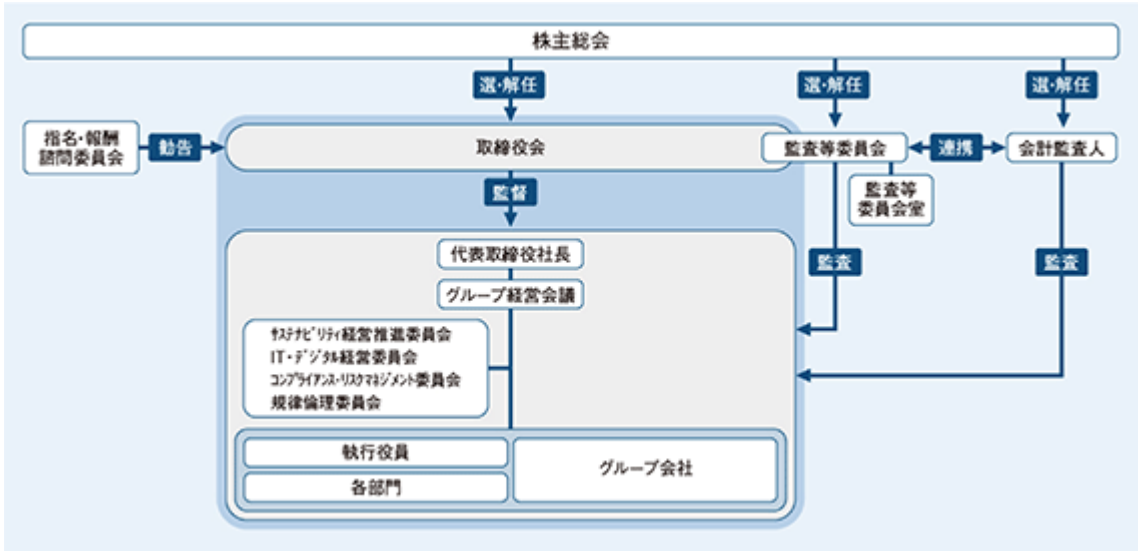 株主総会
選・解任
選・解任
選・解任
指名・報酬
諮問委員会
勧告
取締役会
監査等委員会
連携
会計監査人
監督
監査等
委員会室
代表取締役社長
監査
監査
グループ経営会議
サステナビリティ経営推進委員会
IT・デジタル経営委員会
コンプライアンス・リスクマネジメント委員会
規律倫理委員会
執行役員
グループ会社
各部門